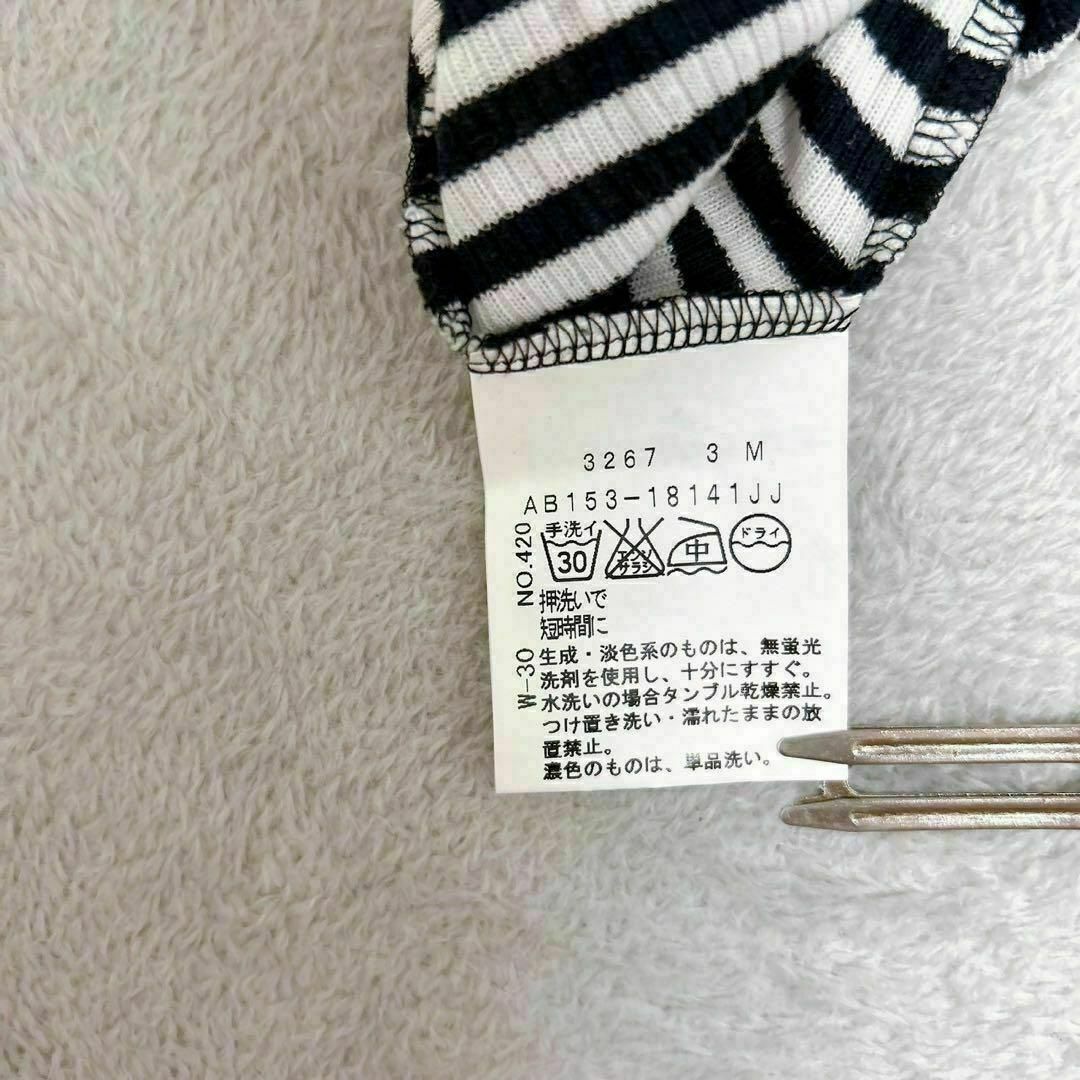 3267 3 M
AB153-18141JJ
NO.420
W-30
手洗イ
30
エンソ
サラシ
中
ドライ
押洗いで
短時間に
生成・淡色系のものは、無蛍光
洗剤を使用し、十分にすすぐ。
水洗いの場合タンブル乾燥禁止。
つけ置き洗い・濡れたままの放
置禁止。
濃色のものは、単品洗い。